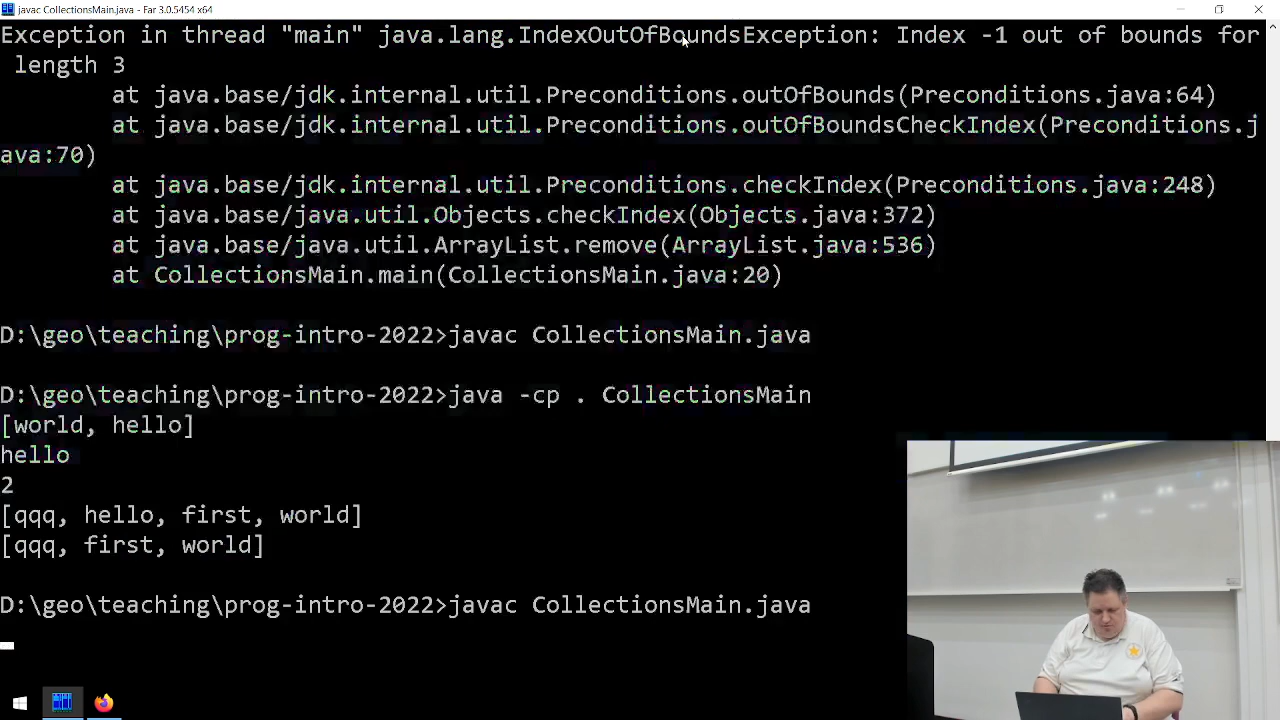 javac CollectionsMain.java - Far 3.0.5454 x64
Exception in thread "main" java.lang.IndexOutOfBoundsException: Index -1 out of bounds for
length 3
at java.base/jdk.internal.util.Preconditions.outOfBounds(Preconditions.java:64)
at java.base/jdk.internal.util.Preconditions.outOfBoundsCheckIndex(Preconditions.j
ava:70)
at java.base/jdk.internal.util.Preconditions.checkIndex(Preconditions.java:248)
at java.base/java.util.Objects.checkIndex(Objects.java:372)
at java.base/java.util.ArrayList.remove(ArrayList.java:536)
at CollectionsMain.main(CollectionsMain.java:20)
D:\geo\teaching\prog-intro-2022>javac CollectionsMain.java
D:\geo\teaching\prog-intro-2022>java -cp . CollectionsMain
[world, hello]
hello
2
[qqq, hello, first, world]
[qqq, first, world]
D:\geo\teaching\prog-intro-2022>javac CollectionsMain.java